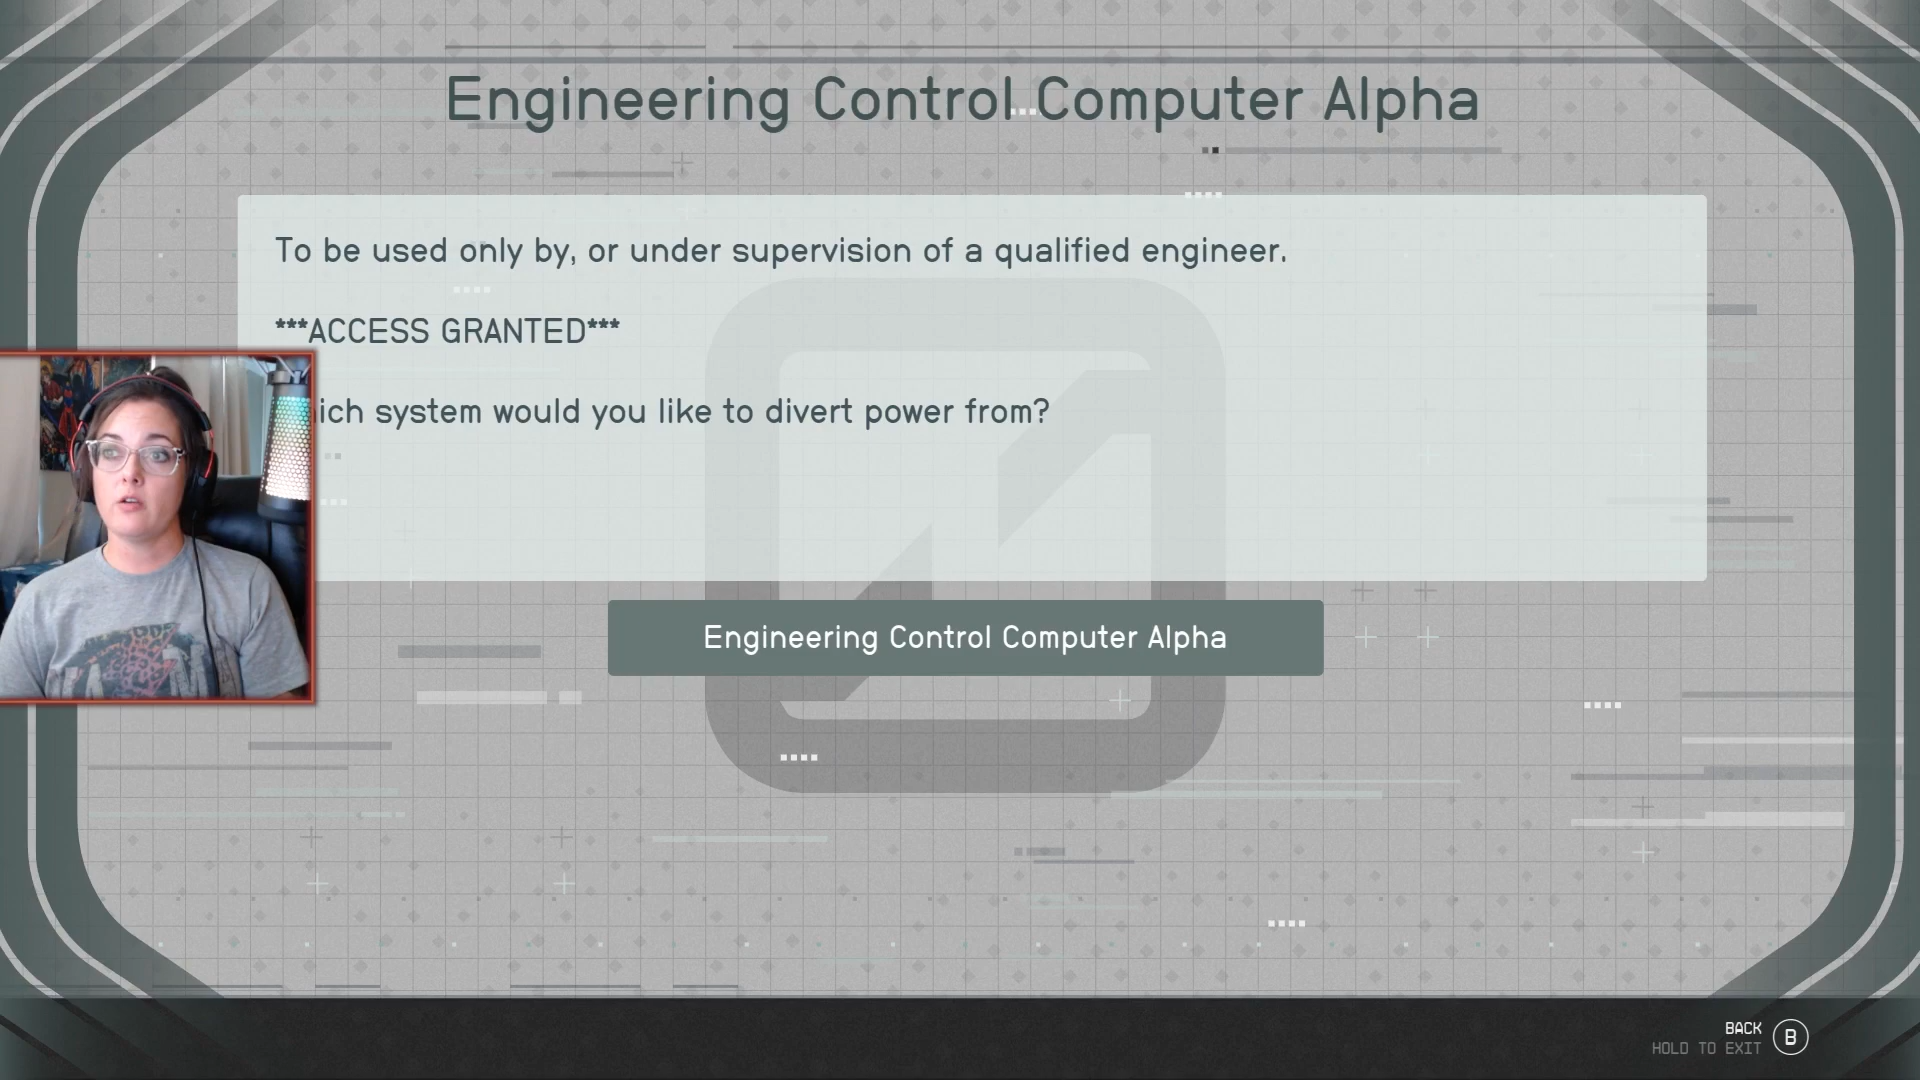 Engineering Control Computer Alpha
To be used only by, or under supervision of a qualified engineer.
***ACCESS GRANTED***
ich system would you like to divert power from?
Engineering Control Computer Alpha
BACK
HOLD TO EXIT
B